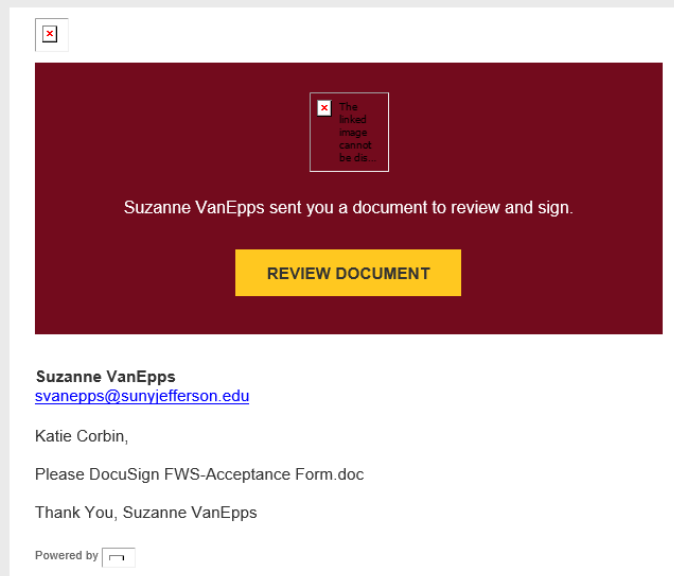 The
linked
image
cannot
be dis...
Suzanne VanEpps sent you a document to review and sign.
REVIEW DOCUMENT
Suzanne VanEpps
svanepps@sunyjefferson.edu
Katie Corbin,
Please DocuSign FWS-Acceptance Form.doc
Thank You, Suzanne VanEpps
Powered by